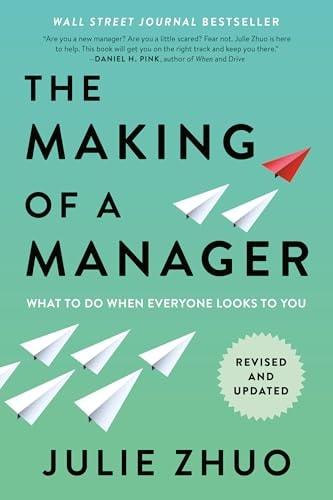 WALL STREET JOURNAL BESTSELLER
"Are you a new manager? Are you a little scared? Fear not. Julie Zhuo is here
to help. This book will get you on the right track and keep you there."
—DANIEL H. PINK, author of When and Drive
THE
MAKING
OF A
MANAGER
WHAT TO DO WHEN EVERYONE LOOKS TO YOU
REVISED
AND
UPDATED
JULIE ZHUO